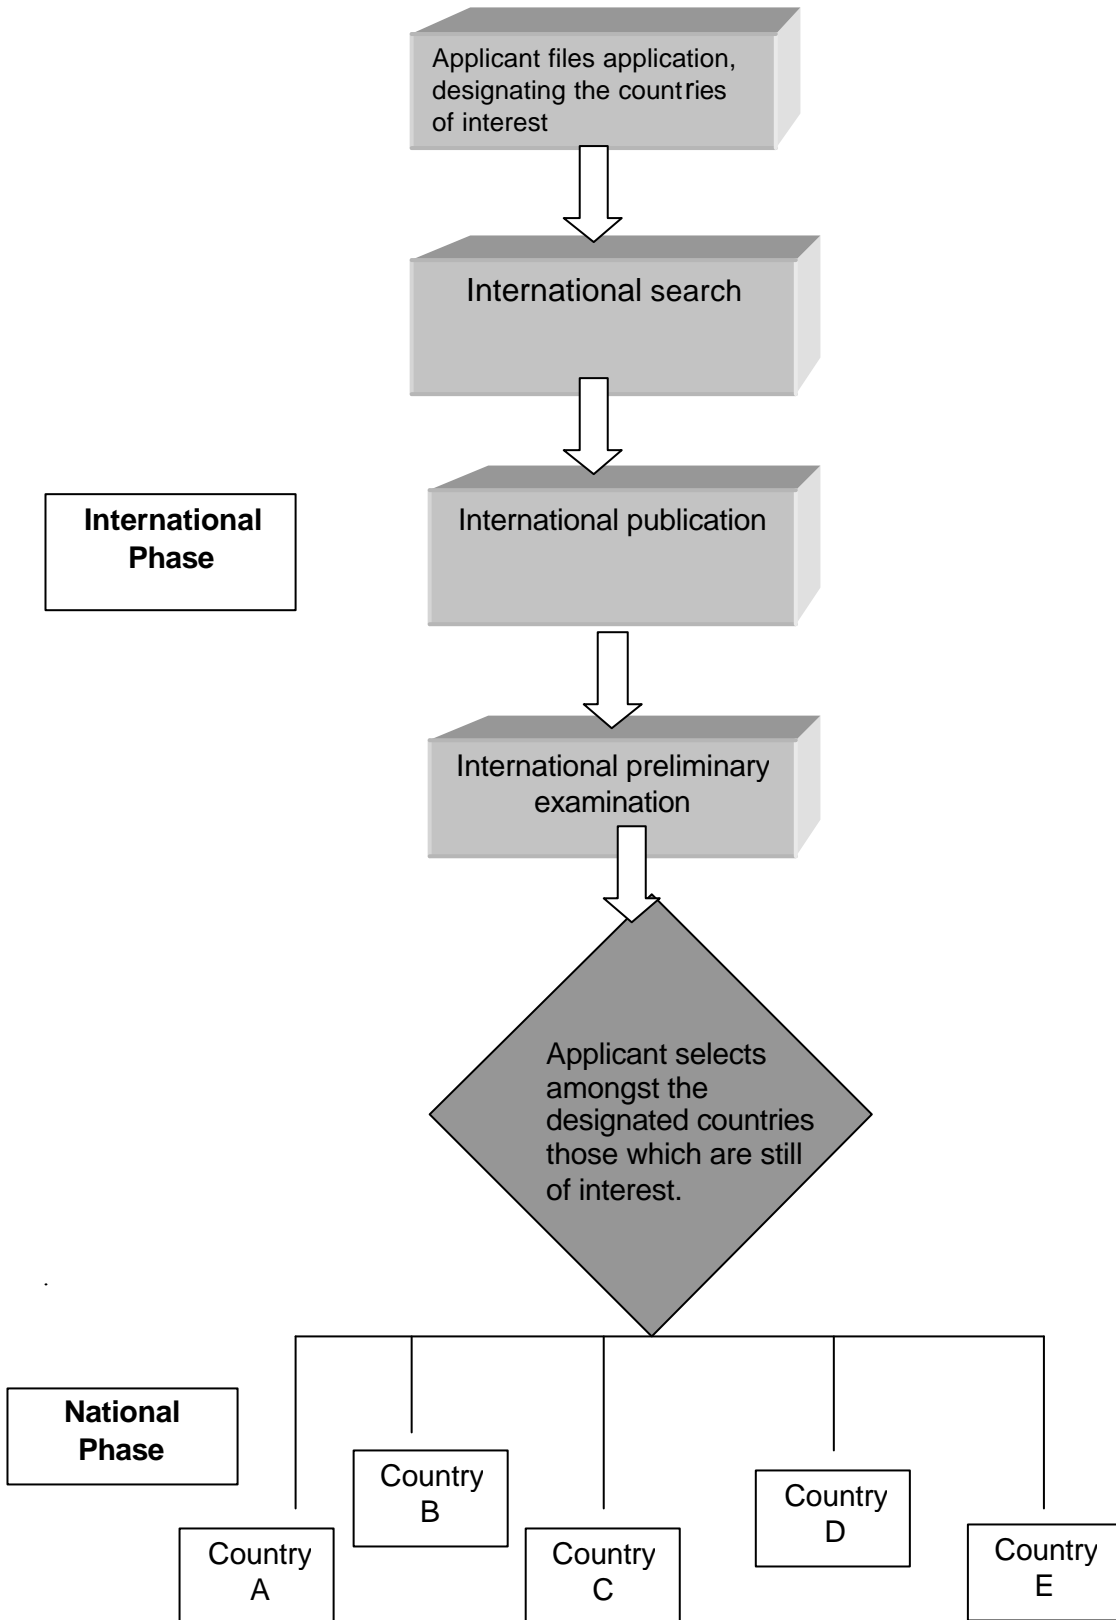 Applicant files application,
designating the countries
of interest
International search
International
Phase
International publication
International preliminary
examination
Applicant selects
amongst the
designated countries
those which are still
of interest.
National
Phase
Country
A
Country
B
Country
C
Country
D
Country
E